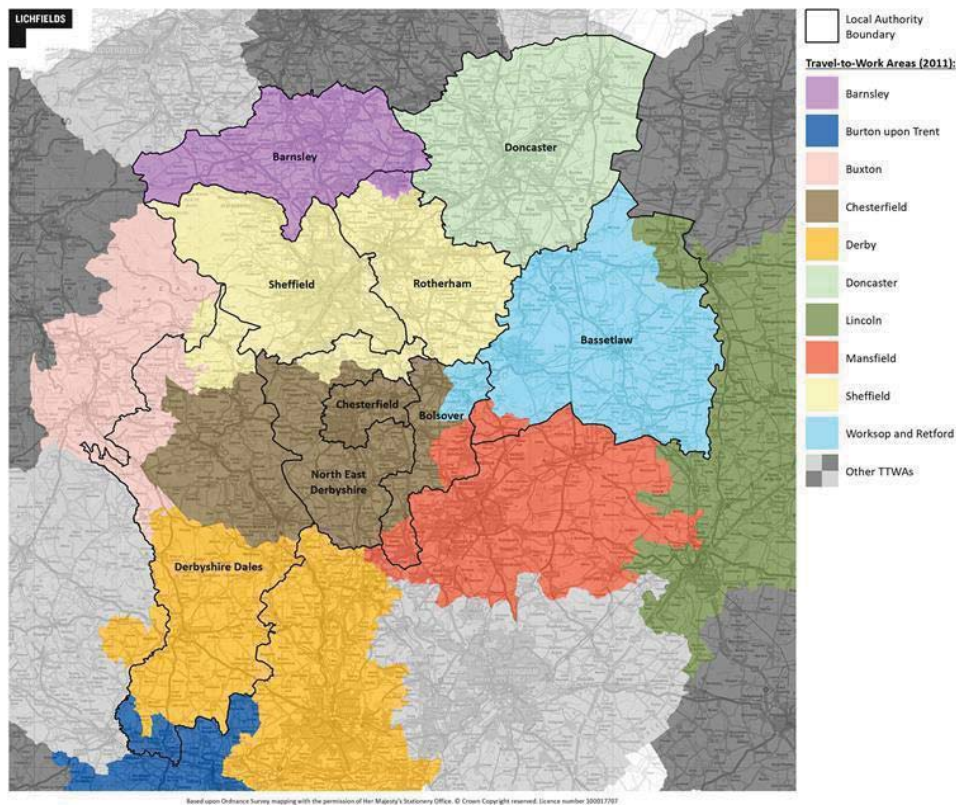 LICHFIELDS
Local Authority
Boundary
Travel-to-Work Areas (2011):
Barnsley
Burton upon Trent
Buxton
Chesterfield
Derby
Doncaster
Lincoln
Mansfield
Sheffield
Worksop and Retford
Other TTWAs
Barnsley
Doncaster
Sheffield
Rotherham
Bassetlaw
Chesterfield
Bolsover
North East
Derbyshire
Derbyshire Dales
Based upon Ordnance Survey mapping with the permission of Her Majesty's Stationery Office. © Crown Copyright reserved. Licence number 100017707